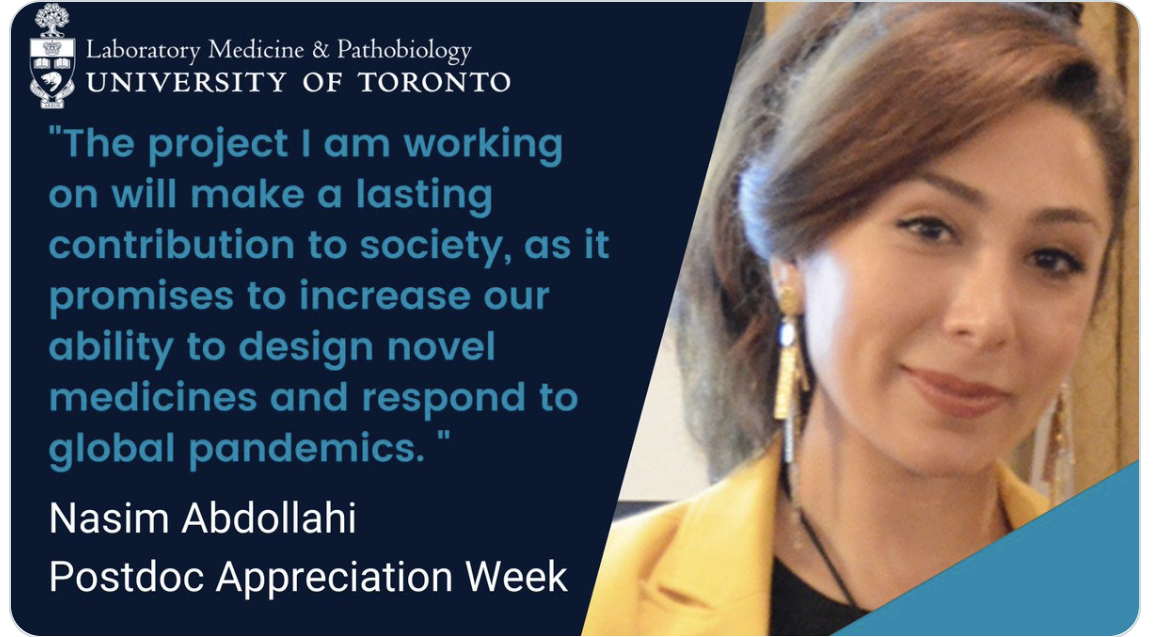 Laboratory Medicine & Pathobiology
UNIVERSITY OF TORONTO
"The project I am working
on will make a lasting
contribution to society, as it
promises to increase our
ability to design novel
medicines and respond to
global pandemics. "
Nasim Abdollahi
Postdoc Appreciation Week